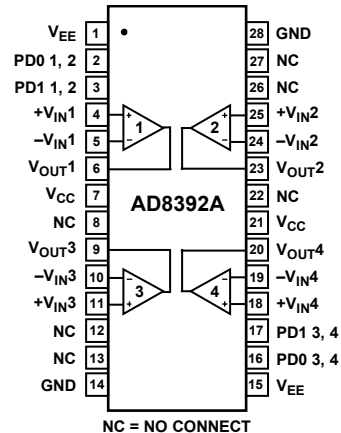 VEE 1 28 GND
PD0 1, 2 2 27 NC
PD1 1, 2 3 26 NC
+VIN1 4 + 1 2 + 25 +VIN2
–VIN1 5 – – 24 –VIN2
VOUT1 6 23 VOUT2
VCC 7 22 NC
AD8392A
NC 8 21 VCC
VOUT3 9 20 VOUT4
–VIN3 10 – 3 4 – 19 –VIN4
+VIN3 11 + + 18 +VIN4
NC 12 17 PD1 3, 4
NC 13 16 PD0 3, 4
GND 14 15 VEE
NC = NO CONNECT